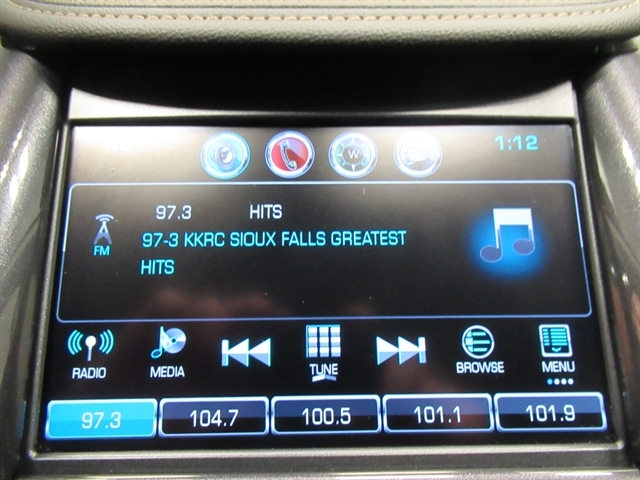 W
1:12
97.3 HITS
FM
97-3 KKRC SIOUX FALLS GREATEST
HITS
RADIO
MEDIA
TUNE
BROWSE
MENU
97.3
104.7
100.5
101.1
101.9